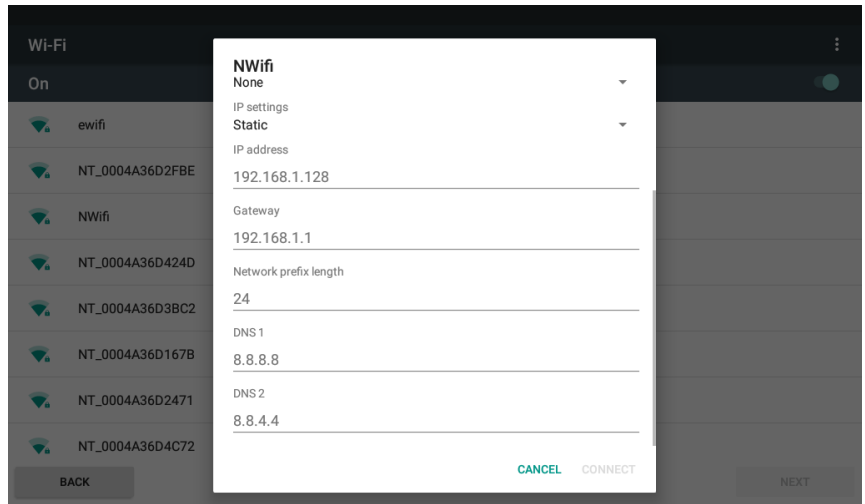 Wi-Fi
On
ewifi
NT_0004A36D2FBE
NWifi
NT_0004A36D424D
NT_0004A36D3BC2
NT_0004A36D167B
NT_0004A36D2471
NT_0004A36D4C72
BACK
NEXT
NWifi
None
IP settings
Static
IP address
192.168.1.128
Gateway
192.168.1.1
Network prefix length
24
DNS 1
8.8.8.8
DNS 2
8.8.4.4
CANCEL CONNECT